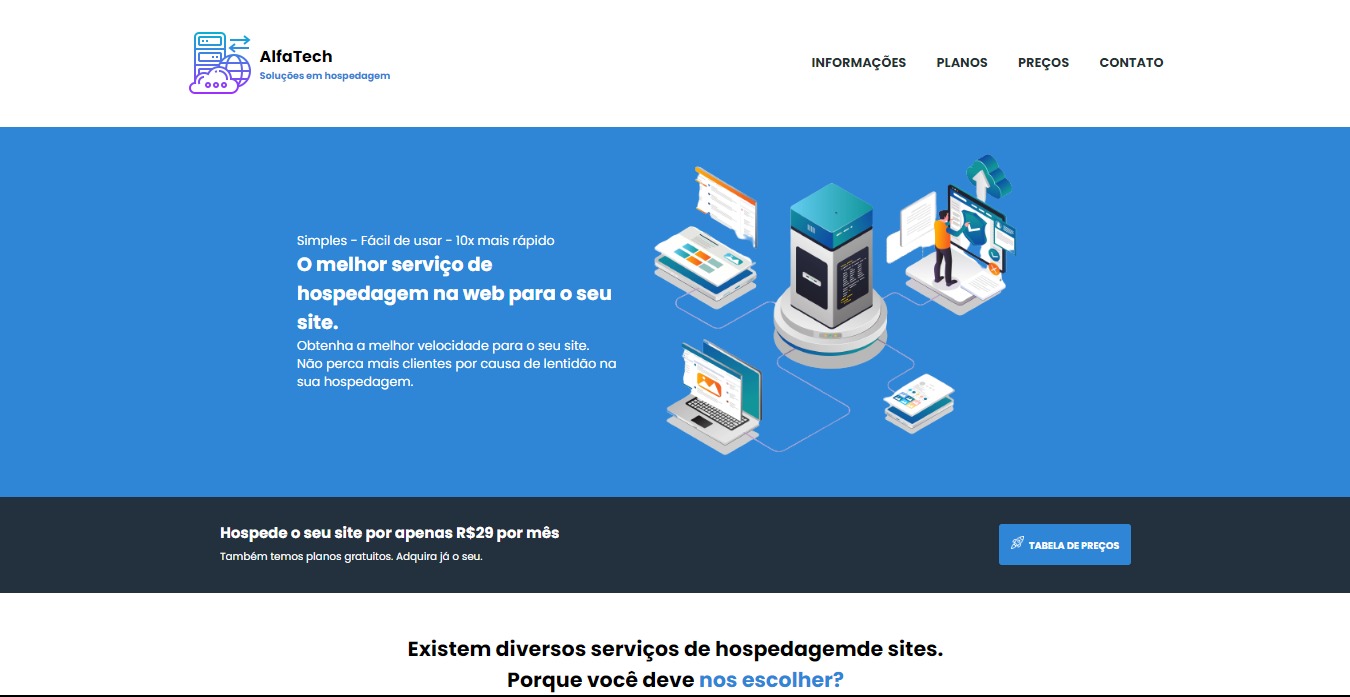 AlfaTech
Soluções em hospedagem
INFORMAÇÕES PLANOS PREÇOS CONTATO
Simples - Fácil de usar - 10x mais rápido
O melhor serviço de
hospedagem na web para o seu
site.
Obtenha a melhor velocidade para o seu site.
Não perca mais clientes por causa de lentidão na
sua hospedagem.
Hospede o seu site por apenas R$29 por mês
Também temos planos gratuitos. Adquira já o seu.
TABELA DE PREÇOS
Existem diversos serviços de hospedagemde sites.
Porque você deve nos escolher?